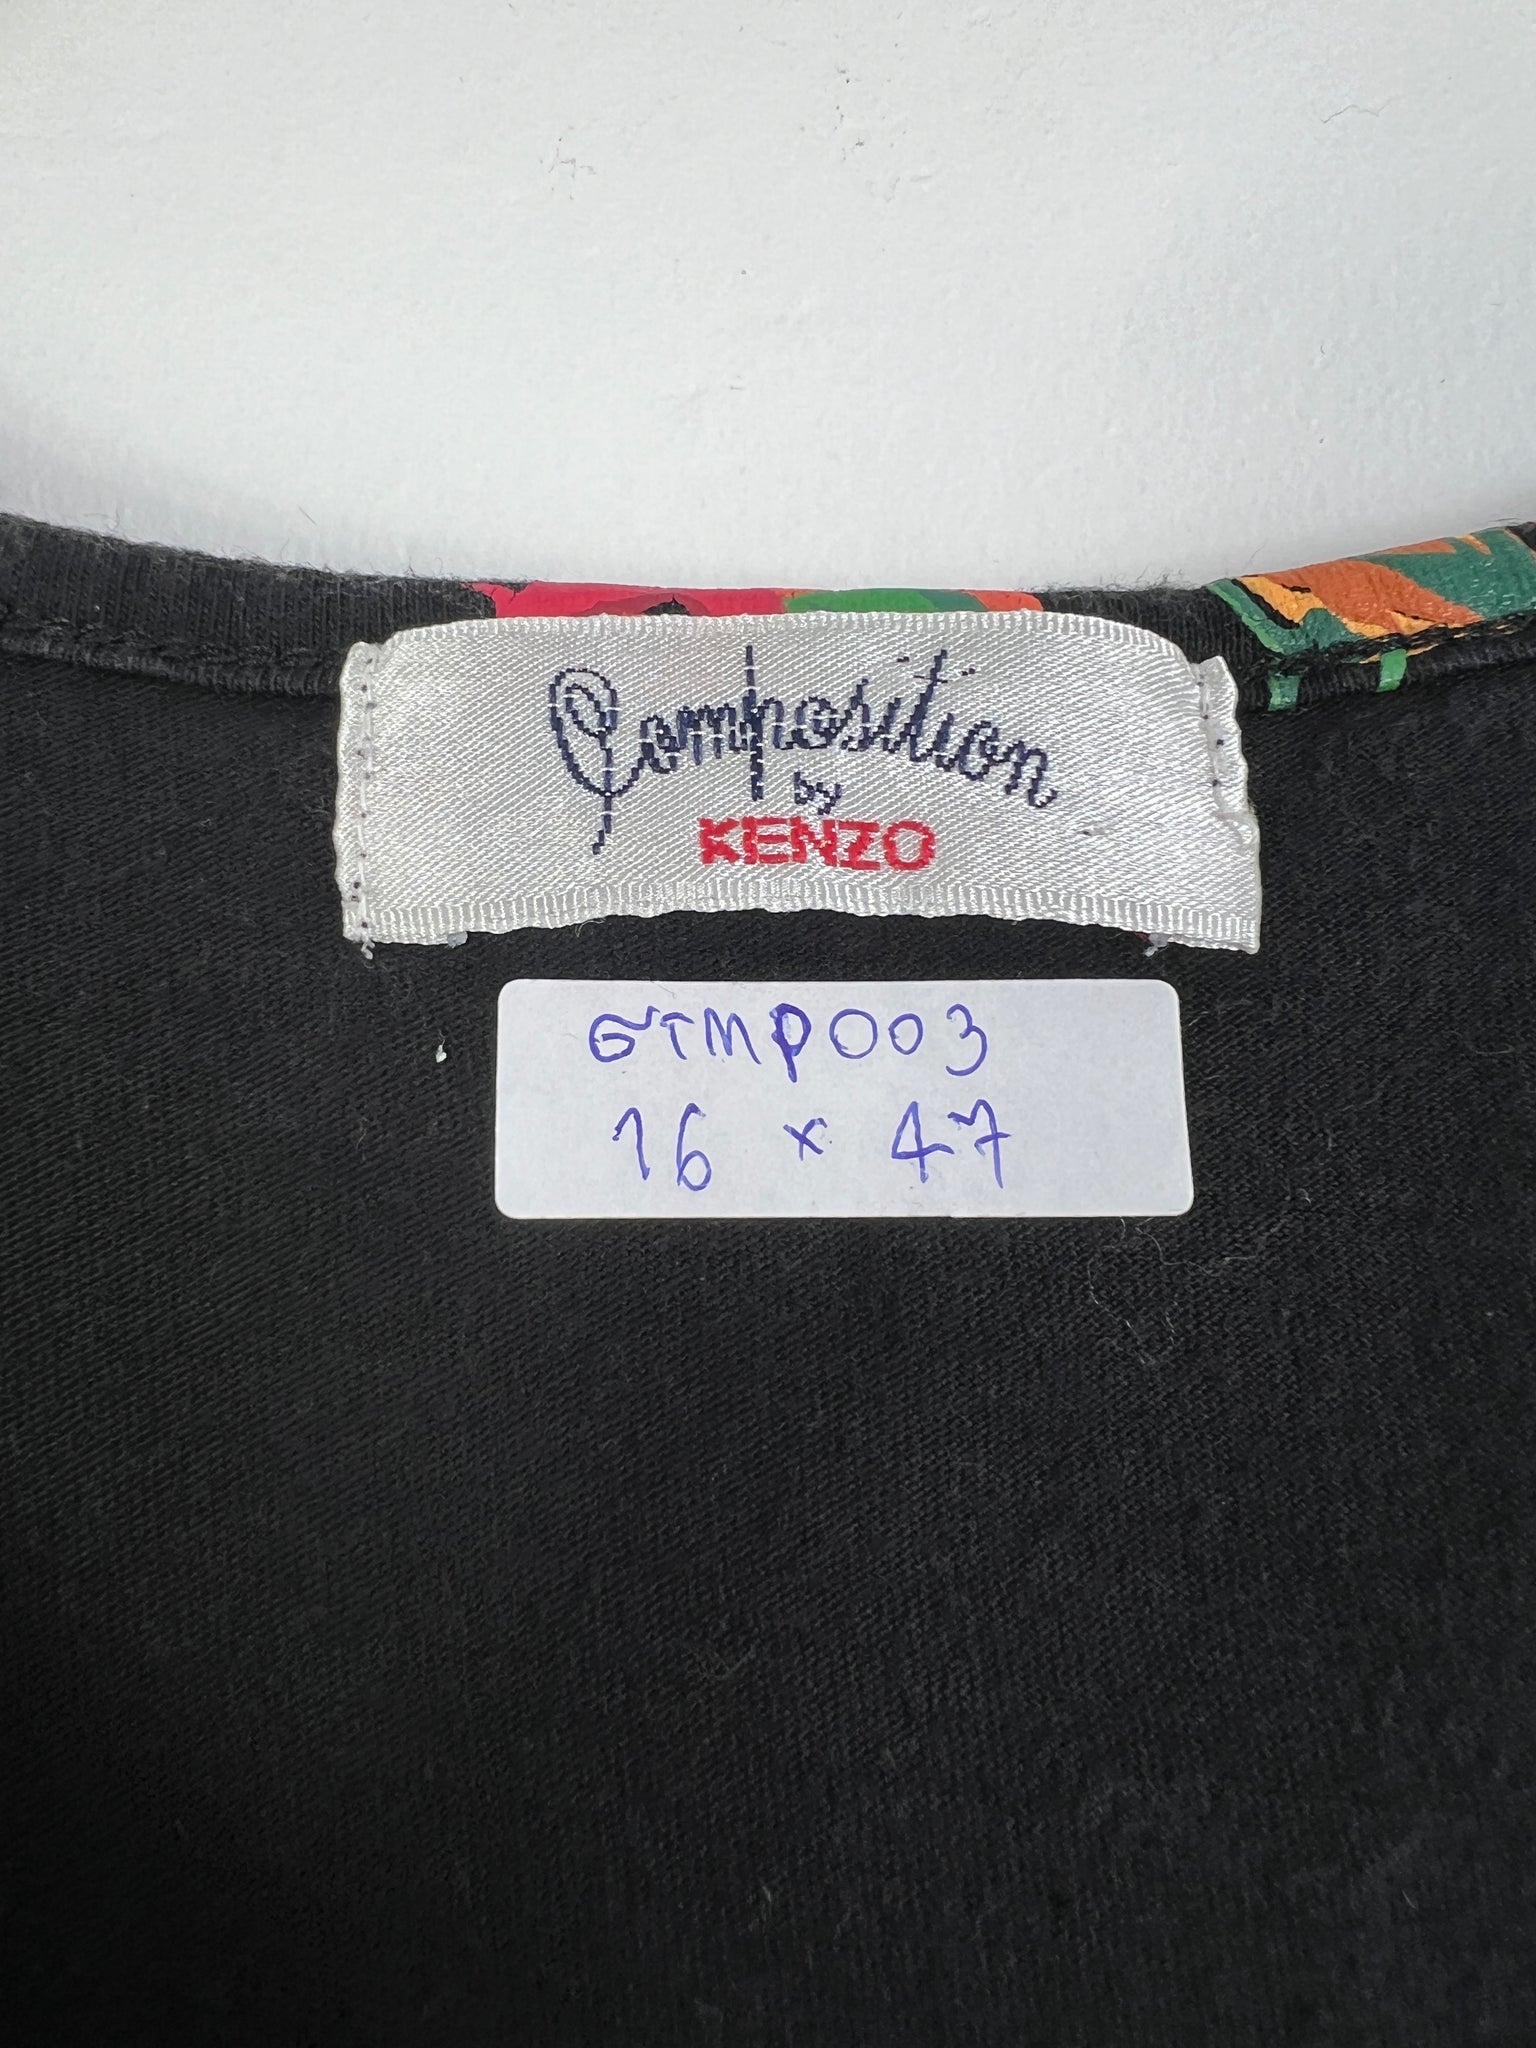 Composition
by
KENZO
GTMP003
16 x 47